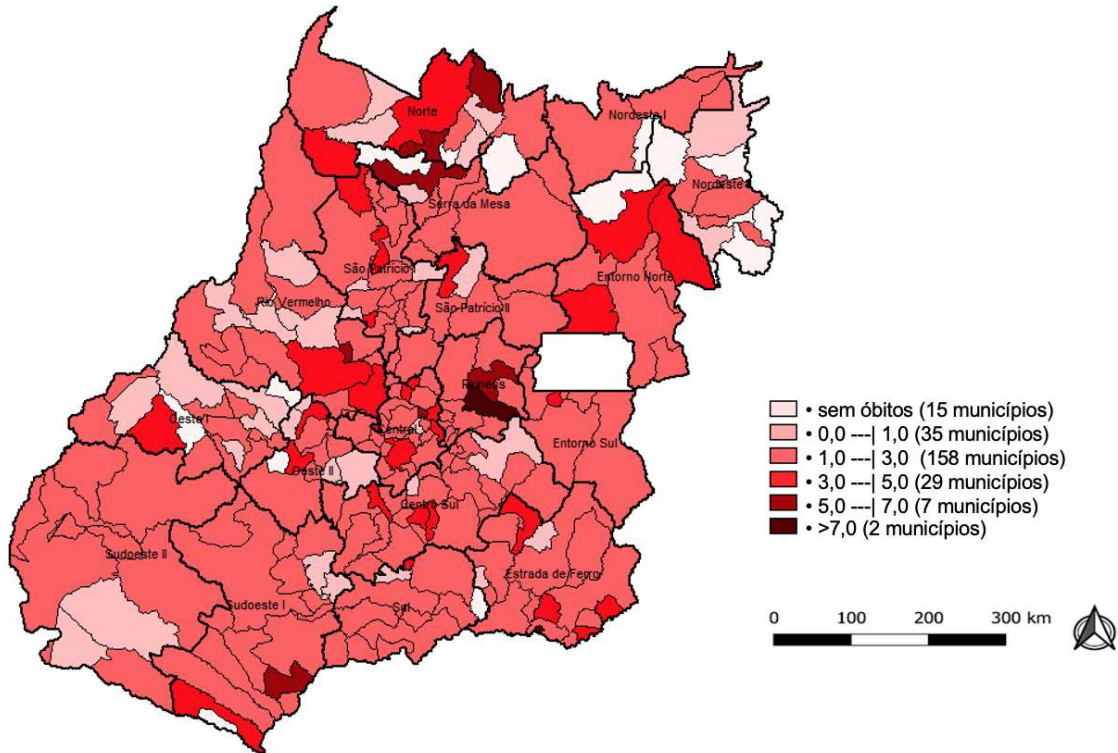 Norte
Nordeste I
Nordeste
Serra da Mesa
São Patrício I
Entorno Norte
Rio Vermelho
São Patrício II
Pirineus
Oeste I
Central
Entorno Sul
Oeste II
Centro Sul
Sudoeste II
Estrada de Ferro
Sudoeste I
Sul
• sem óbitos (15 municípios)
• 0,0 ---| 1,0 (35 municípios)
• 1,0 ---| 3,0 (158 municípios)
• 3,0 ---| 5,0 (29 municípios)
• 5,0 ---| 7,0 (7 municípios)
• >7,0 (2 municípios)
0 100 200 300 km